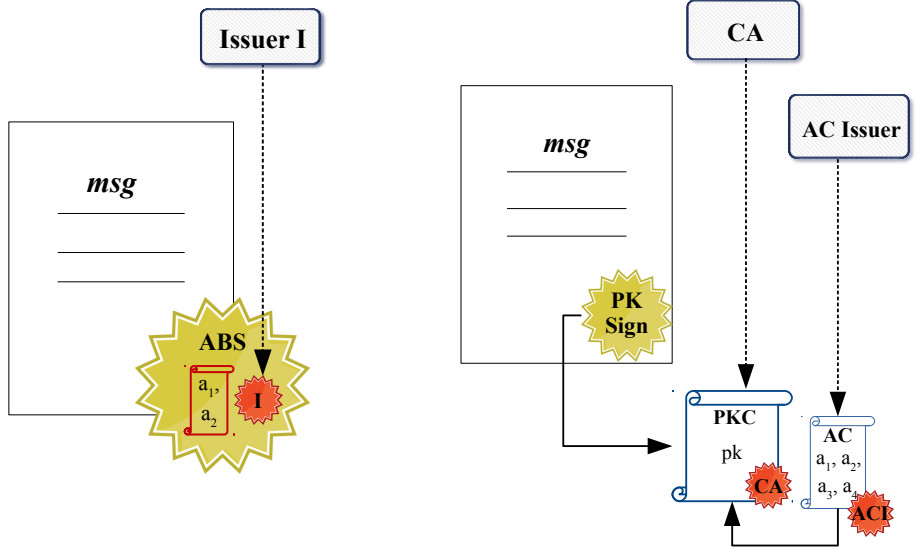 Issuer I
msg
ABS
a1,
a2
I
CA
AC Issuer
msg
PK
Sign
PKC
pk
CA
AC
a1, a2,
a3, a4
ACI